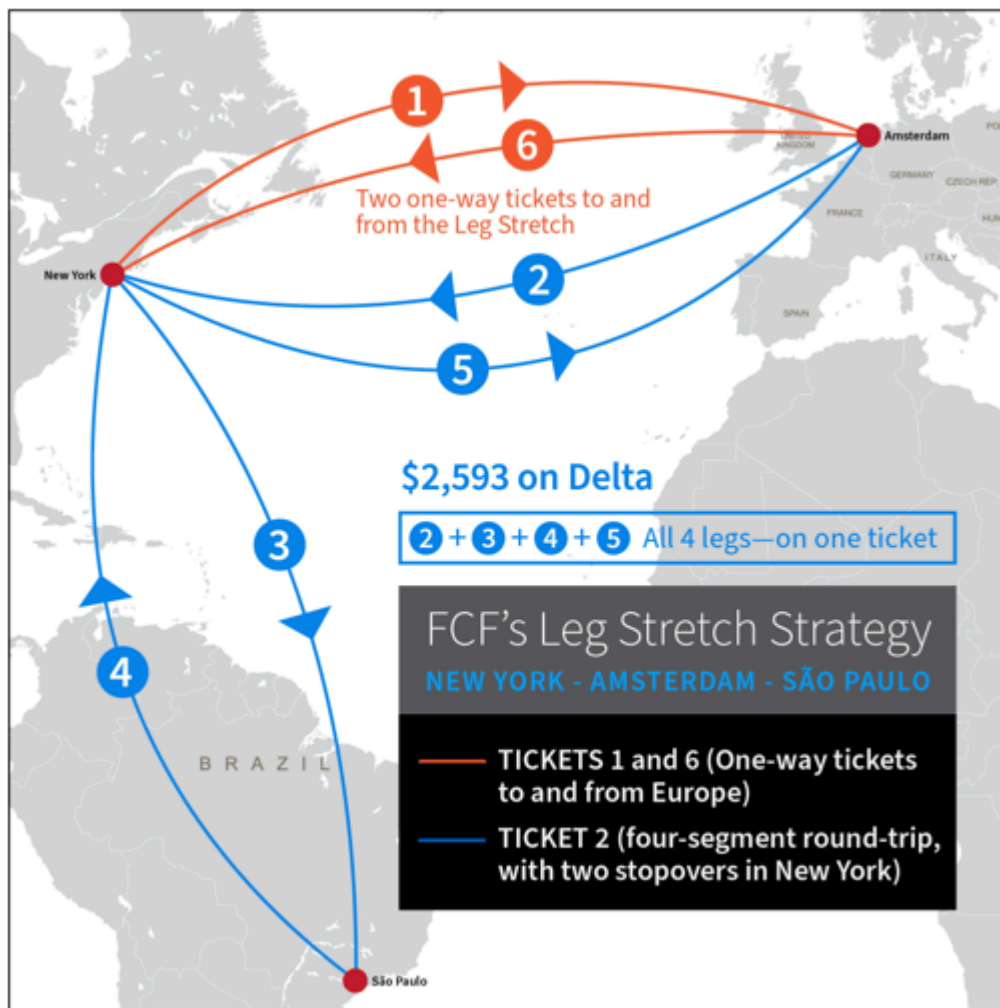 1
6
Amsterdam
UNITED
KINGDOM
GERMANY
CZECH REP.
FRANCE
ITALY
SPAIN
Two one-way tickets to and
from the Leg Stretch
New York
2
5
3
4
$2,593 on Delta
2 + 3 + 4 + 5 All 4 legs—on one ticket
FCF's Leg Stretch Strategy
NEW YORK - AMSTERDAM - SÃO PAULO
TICKETS 1 and 6 (One-way tickets
to and from Europe)
TICKET 2 (four-segment round-trip,
with two stopovers in New York)
BRAZIL
São Paulo